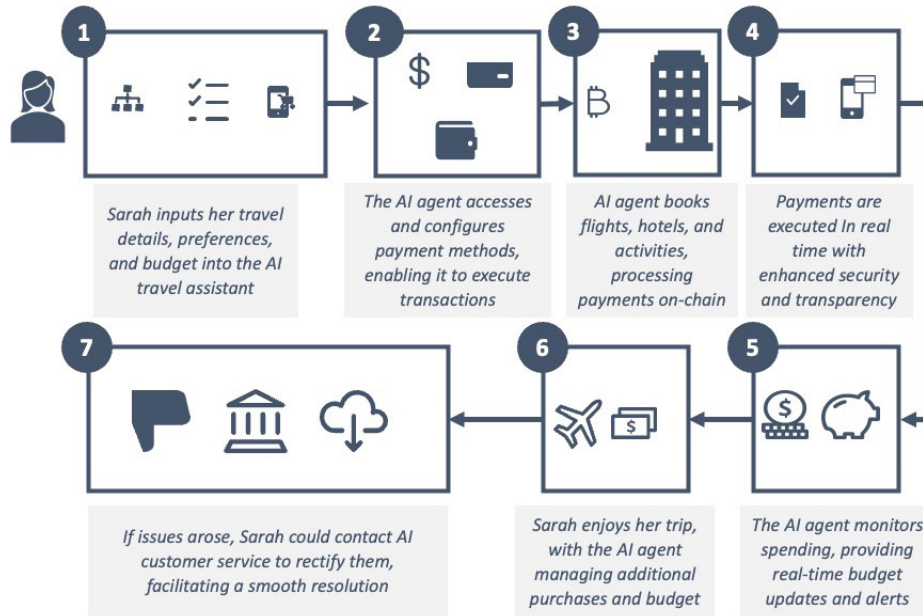 1
Sarah inputs her travel
details, preferences,
and budget into the AI
travel assistant
2
$
The AI agent accesses
and configures
payment methods,
enabling it to execute
transactions
3
₿
AI agent books
flights, hotels, and
activities,
processing
payments on-chain
4
Payments are
executed In real
time with
enhanced security
and transparency
5
$
The AI agent monitors
spending, providing
real-time budget
updates and alerts
6
$
Sarah enjoys her trip,
with the AI agent
managing additional
purchases and budget
7
If issues arose, Sarah could contact AI
customer service to rectify them,
facilitating a smooth resolution